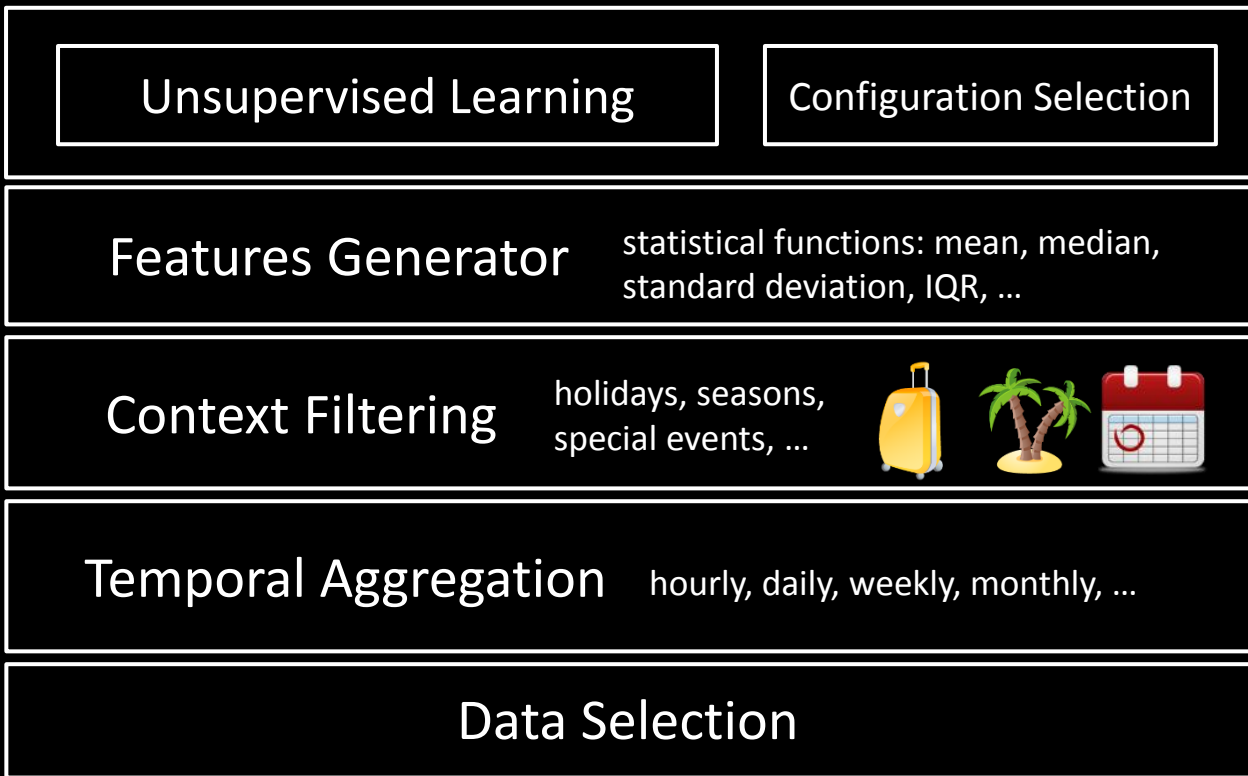 Unsupervised Learning
Configuration Selection
Features Generator
statistical functions: mean, median,
standard deviation, IQR, …
Context Filtering
holidays, seasons,
special events, …
Temporal Aggregation
hourly, daily, weekly, monthly, …
Data Selection